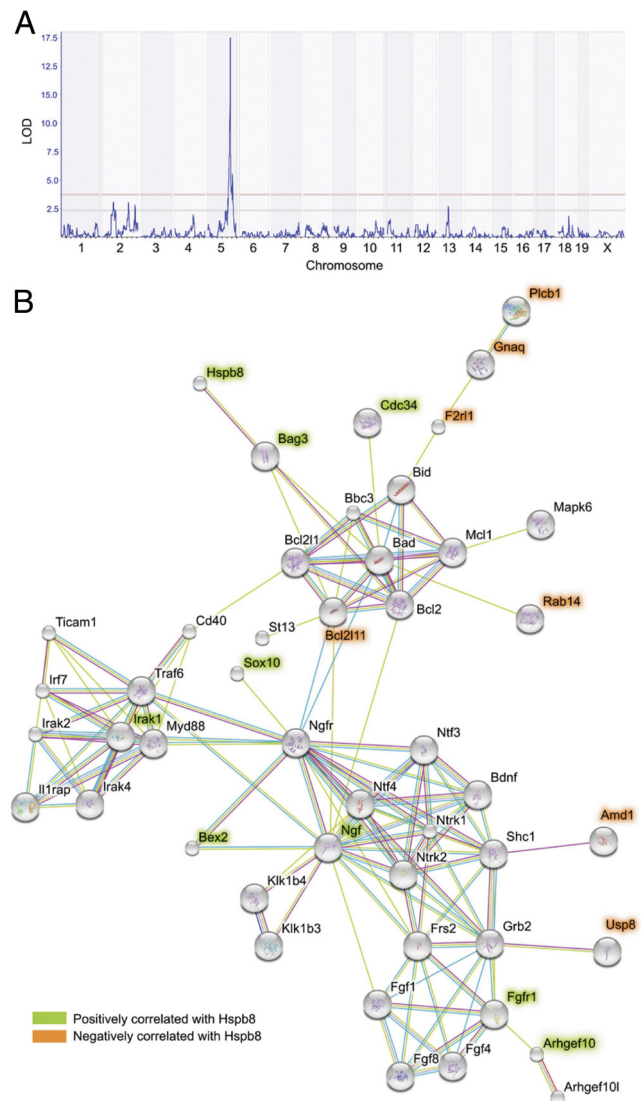 A
17.5
15.0
12.5
10.0
7.5
5.0
2.5
LOD
1 2 3 4 5 6 7 8 9 10 11 12 13 14 15 16 17 18 19 X
Chromosome
B
Plcb1
Gnaq
Hspb8
Cdc34
F2rl1
Bag3
Bid
Bbc3
Mapk6
Bcl2l1
Bad
Mcl1
Ticam1
Cd40
St13
Bcl2l11
Bcl2
Rab14
Sox10
Traf6
Irf7
Irak1
Irak2
Myd88
Ngfr
Ntf3
Il1rap
Irak4
Ntf4
Bdnf
Amd1
Bex2
Ngf
Ntrk1
Shc1
Klk1b4
Ntrk2
Klk1b3
Frs2
Grb2
Usp8
Fgf1
Fgfr1
Positively correlated with Hspb8
Negatively correlated with Hspb8
Arhgef10
Fgf8
Fgf4
Arhgef10l